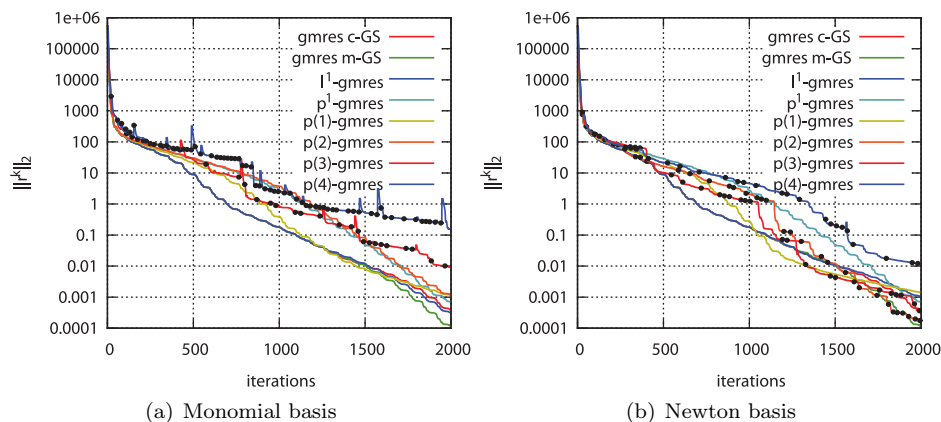 1e+06
100000
10000
1000
100
10
1
0.1
0.01
0.001
0.0001
||r^k||_2
0 500 1000 1500 2000
iterations
gmres c-GS
gmres m-GS
l^1-gmres
p^1-gmres
p(1)-gmres
p(2)-gmres
p(3)-gmres
p(4)-gmres
(a) Monomial basis
1e+06
100000
10000
1000
100
10
1
0.1
0.01
0.001
0.0001
||r^k||_2
0 500 1000 1500 2000
iterations
gmres c-GS
gmres m-GS
l^1-gmres
p^1-gmres
p(1)-gmres
p(2)-gmres
p(3)-gmres
p(4)-gmres
(b) Newton basis